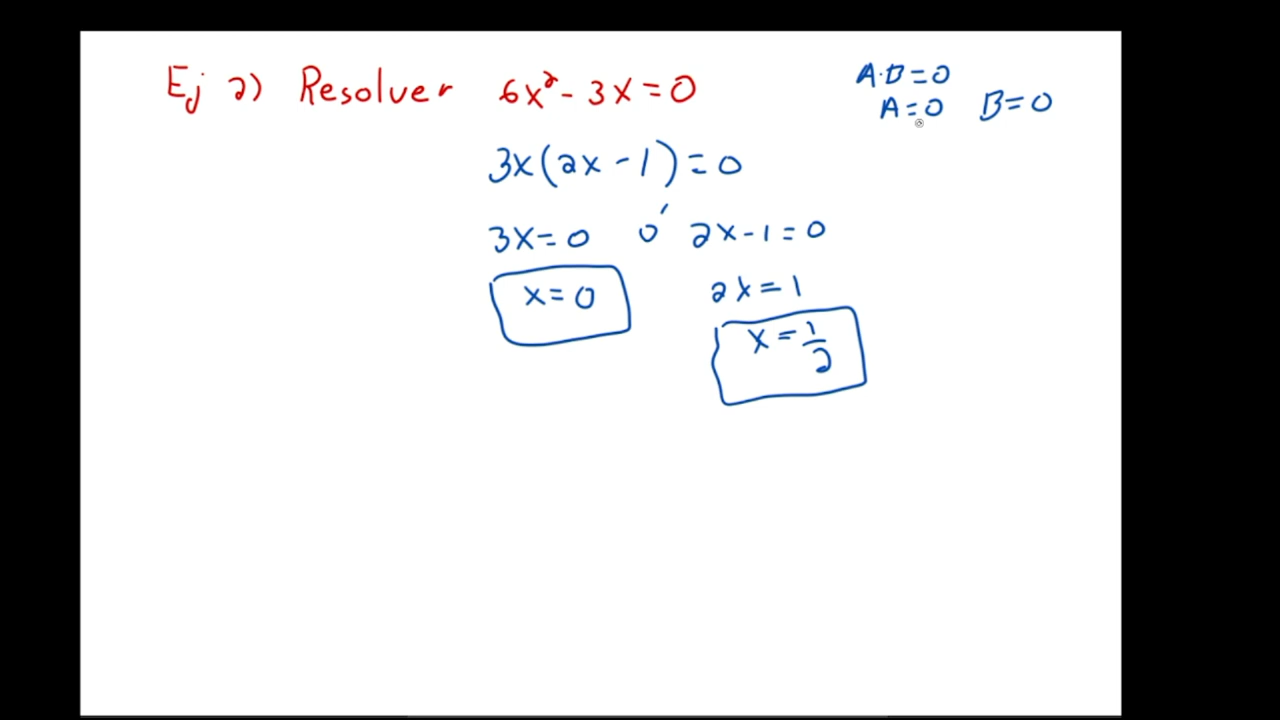 Ej 2) Resolver 6x² - 3x = 0
A·B = 0
A = 0 B = 0
3x(2x - 1) = 0
3x = 0 ó 2x - 1 = 0
x = 0
2x = 1
x = 1/2